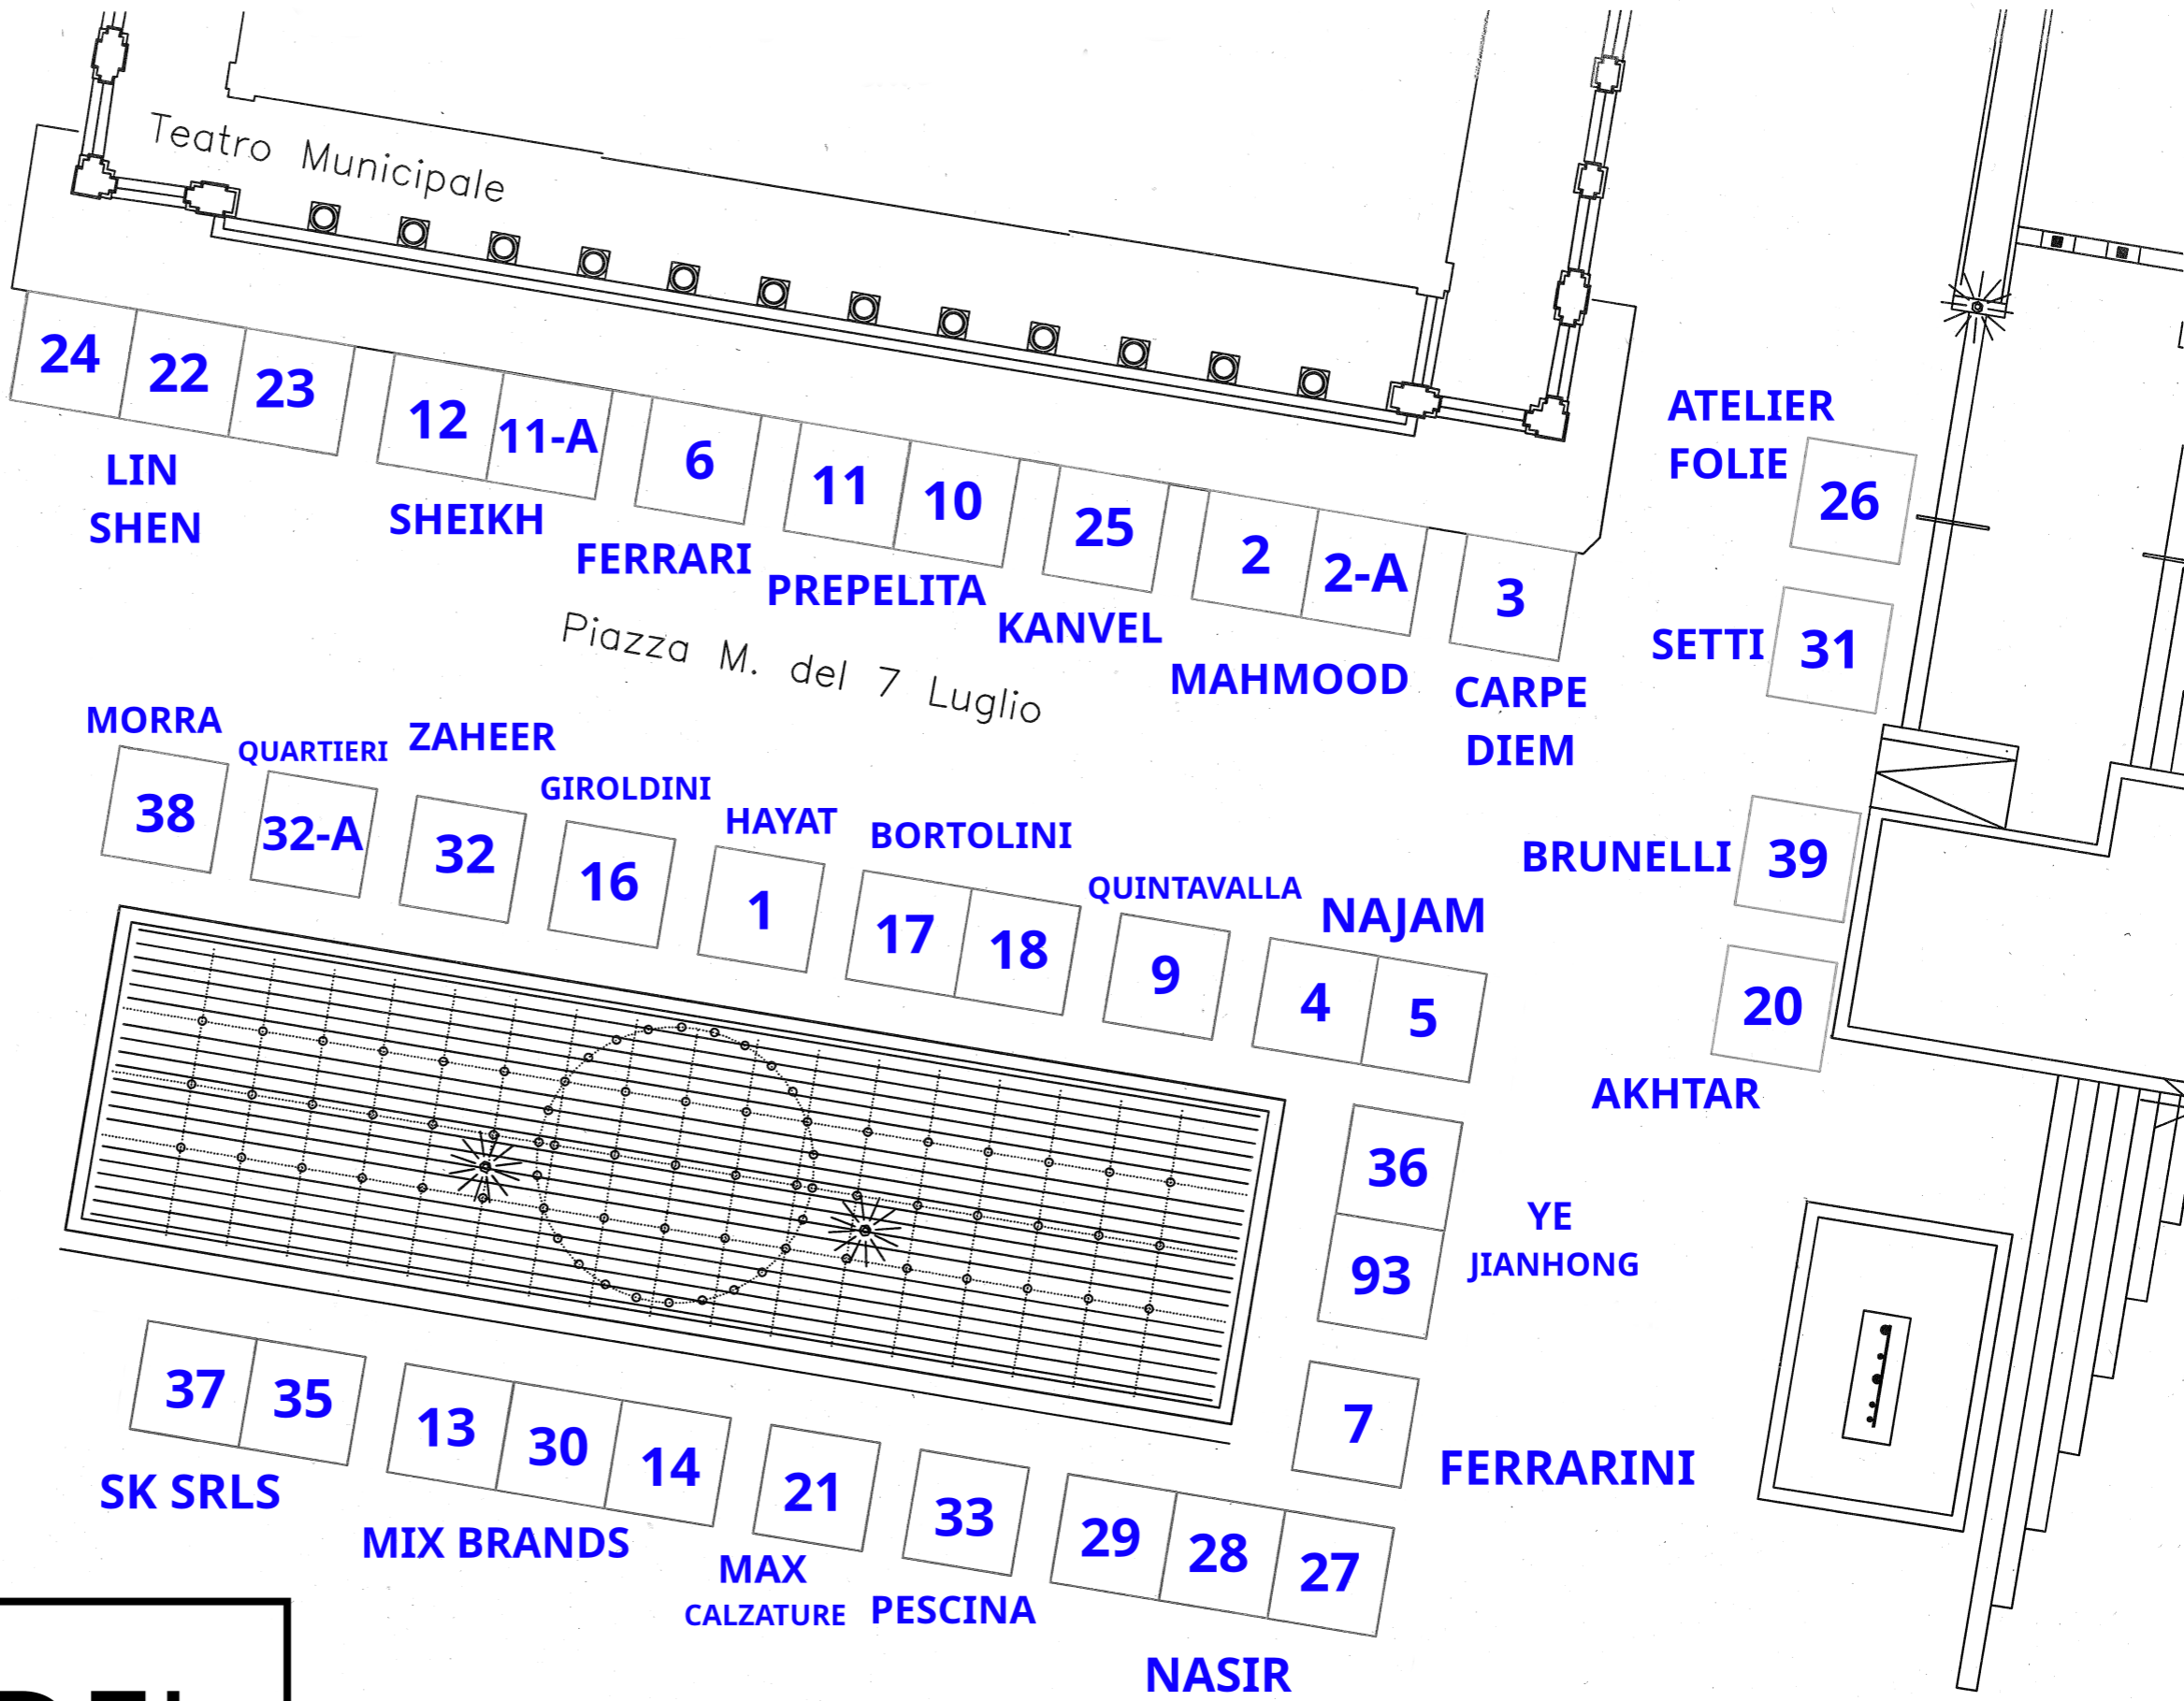 Teatro Municipale
24 22 23 12 11-A 6 11 10 25 2 2-A 3
LIN
SHEN
SHEIKH
FERRARI
PREPELITA
KANVEL
MAHMOOD
CARPE
DIEM
ATELIER
FOLIE
26
SETTI 31
Piazza M. del 7 Luglio
MORRA
QUARTIERI
ZAHEER
GIROLDINI
HAYAT
BORTOLINI
QUINTAVALLA
NAJAM
38 32-A 32 16 1 17 18 9 4 5
BRUNELLI 39
20
AKHTAR
36
93
YE
JIANHONG
7
FERRARINI
37 35 13 30 14 21 33 29 28 27
SK SRLS
MIX BRANDS
MAX
CALZATURE
PESCINA
NASIR